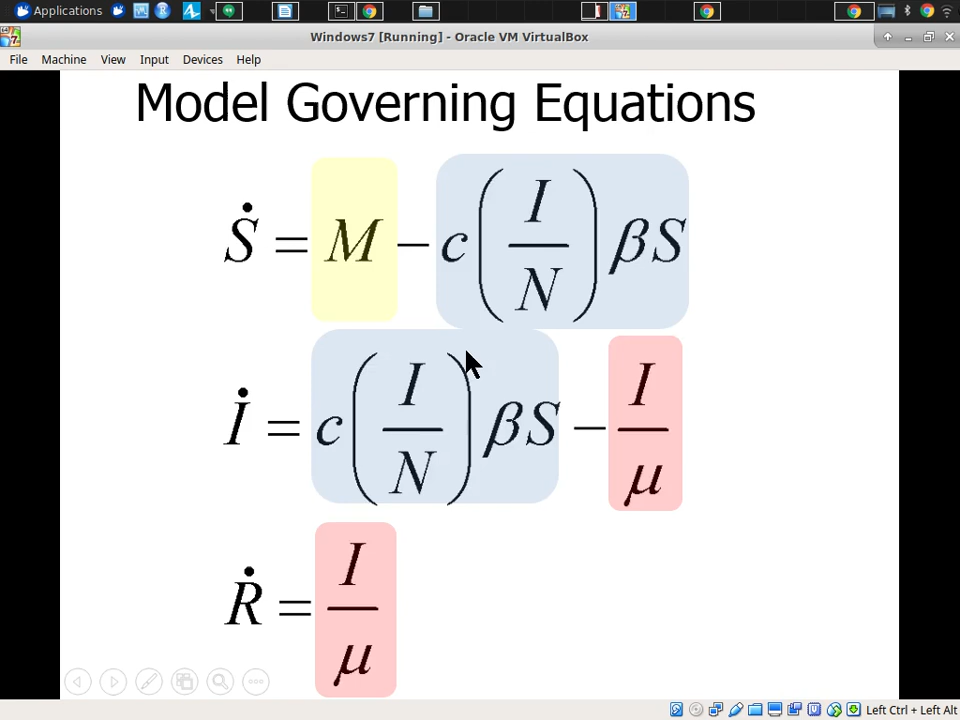 Applications
Windows7 [Running] - Oracle VM VirtualBox
File Machine View Input Devices Help
Model Governing Equations
Ṡ = M − c(I/N)βS
İ = c(I/N)βS − I/μ
Ṙ = I/μ
Left Ctrl + Left Alt